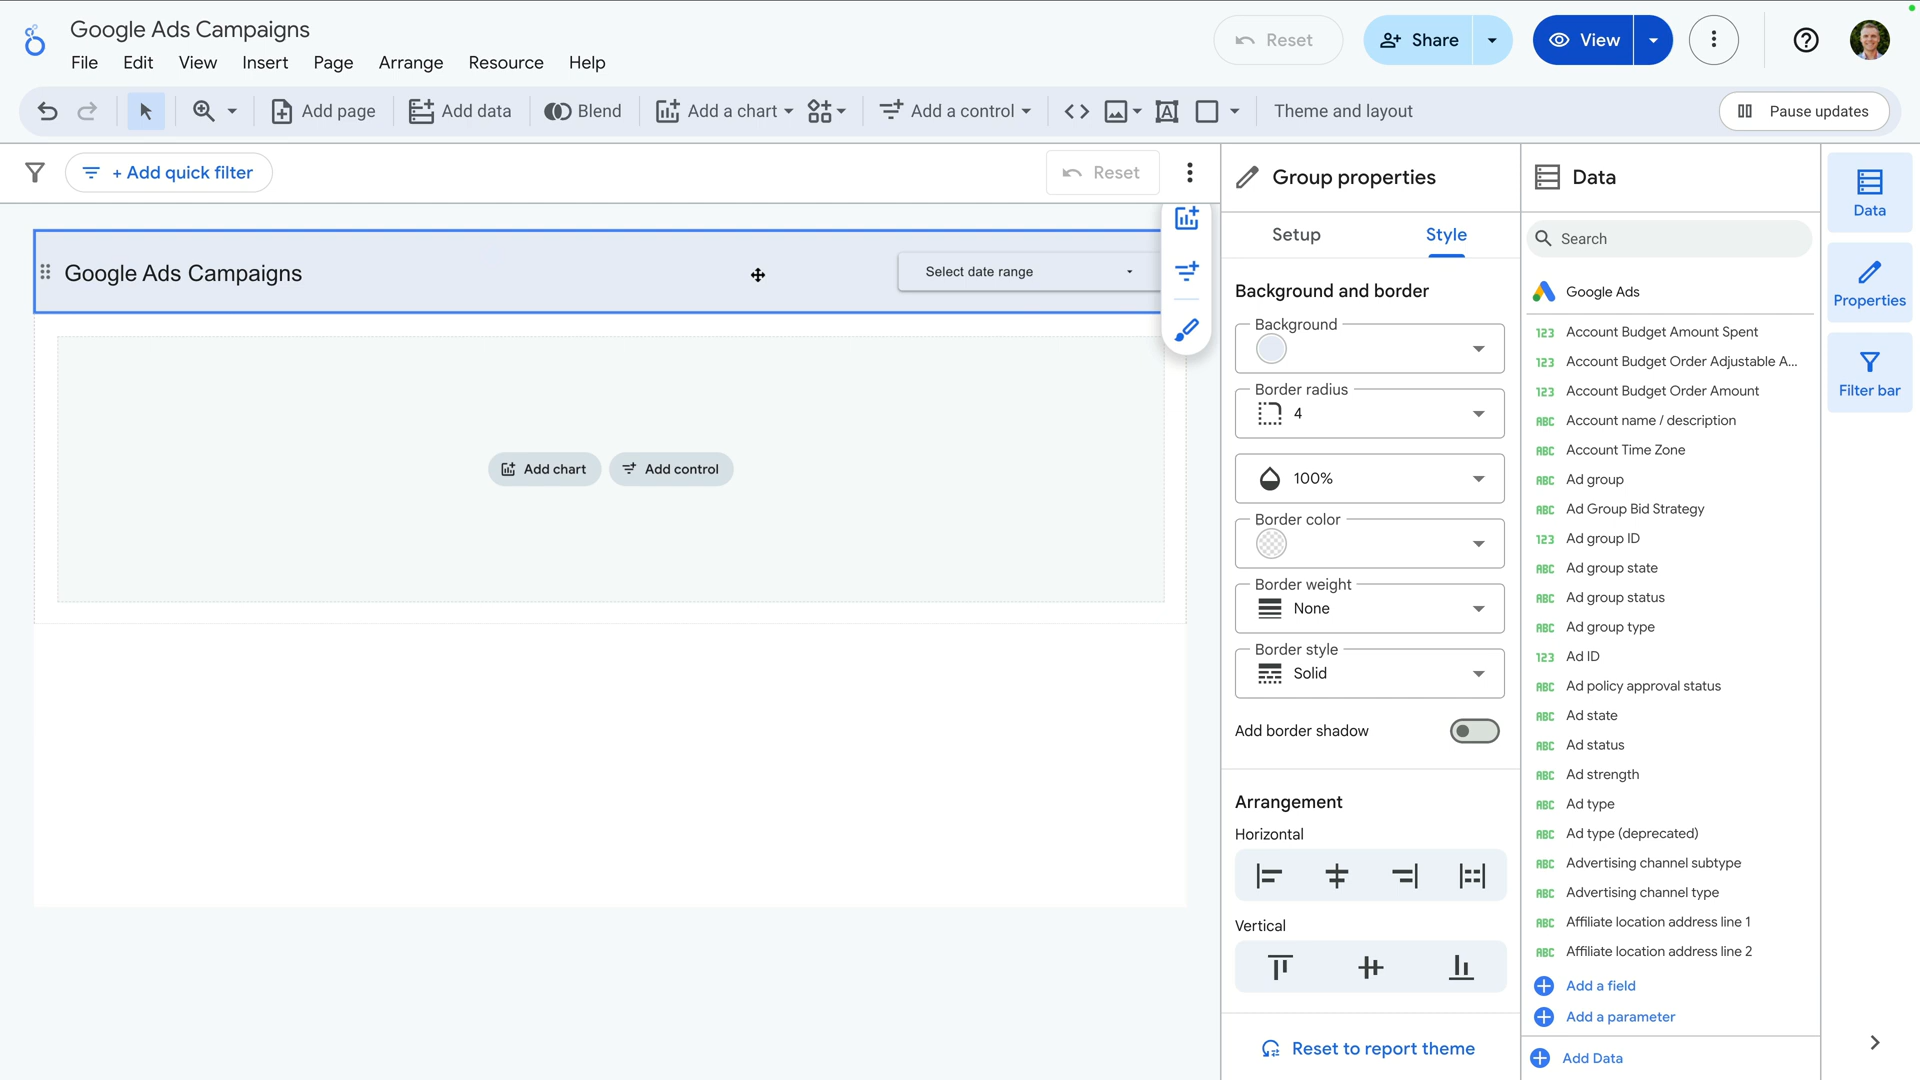 Google Ads Campaigns
File Edit View Insert Page Arrange Resource Help
Reset
Share
View
Add page
Add data
Blend
Add a chart
Add a control
Theme and layout
Pause updates
+ Add quick filter
Reset
Google Ads Campaigns
Select date range
Add chart
Add control
Group properties
Setup
Style
Background and border
Background
Border radius
4
100%
Border color
Border weight
None
Border style
Solid
Add border shadow
Arrangement
Horizontal
Vertical
Reset to report theme
Data
Search
Google Ads
123 Account Budget Amount Spent
123 Account Budget Order Adjustable A...
123 Account Budget Order Amount
ABC Account name / description
ABC Account Time Zone
ABC Ad group
ABC Ad Group Bid Strategy
123 Ad group ID
ABC Ad group state
ABC Ad group status
ABC Ad group type
123 Ad ID
ABC Ad policy approval status
ABC Ad state
ABC Ad status
ABC Ad strength
ABC Ad type
ABC Ad type (deprecated)
ABC Advertising channel subtype
ABC Advertising channel type
ABC Affiliate location address line 1
ABC Affiliate location address line 2
Add a field
Add a parameter
Add Data
Data
Properties
Filter bar